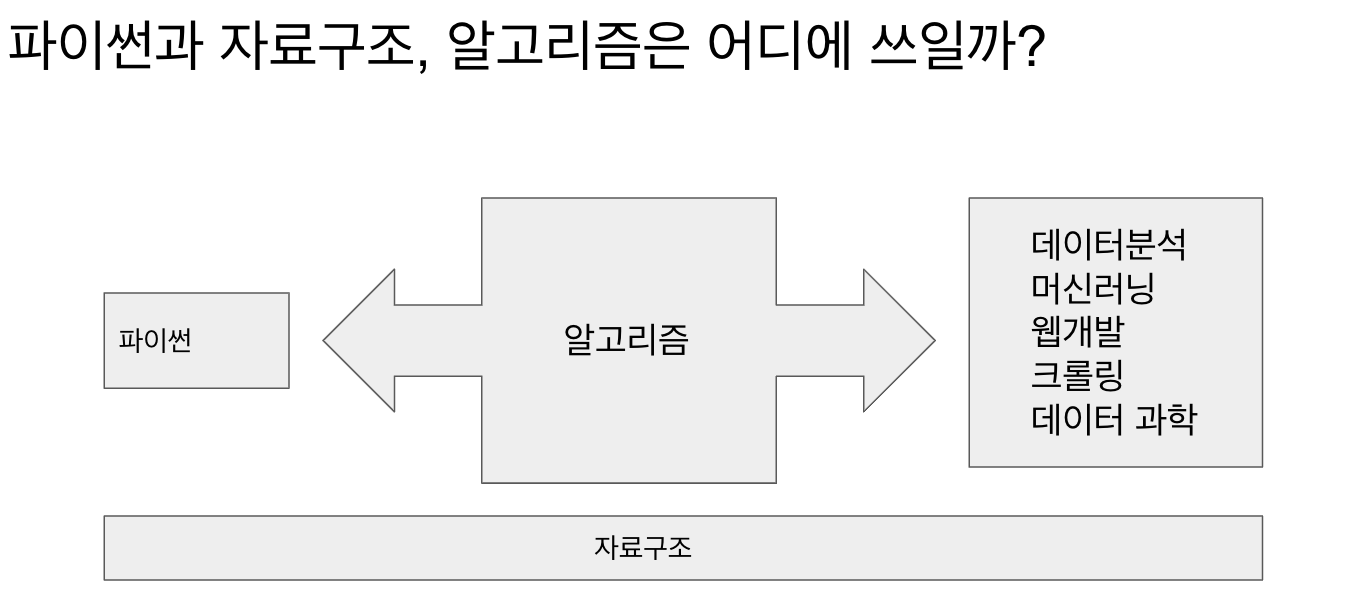 파이썬과 자료구조, 알고리즘은 어디에 쓰일까?
파이썬
알고리즘
데이터분석
머신러닝
웹개발
크롤링
데이터 과학
자료구조